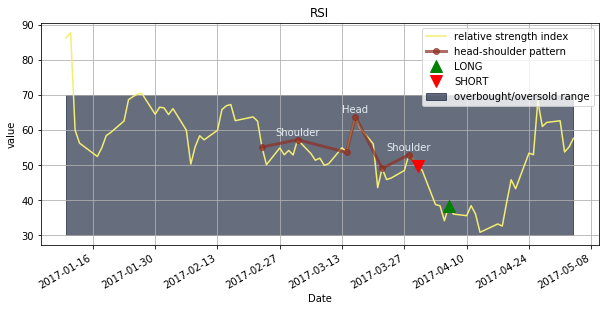 RSI
90
80
70
60
50
40
30
value
relative strength index
head-shoulder pattern
LONG
SHORT
overbought/oversold range
Head
Shoulder
Shoulder
2017-01-16
2017-01-30
2017-02-13
2017-02-27
2017-03-13
2017-03-27
2017-04-10
2017-04-24
2017-05-08
Date